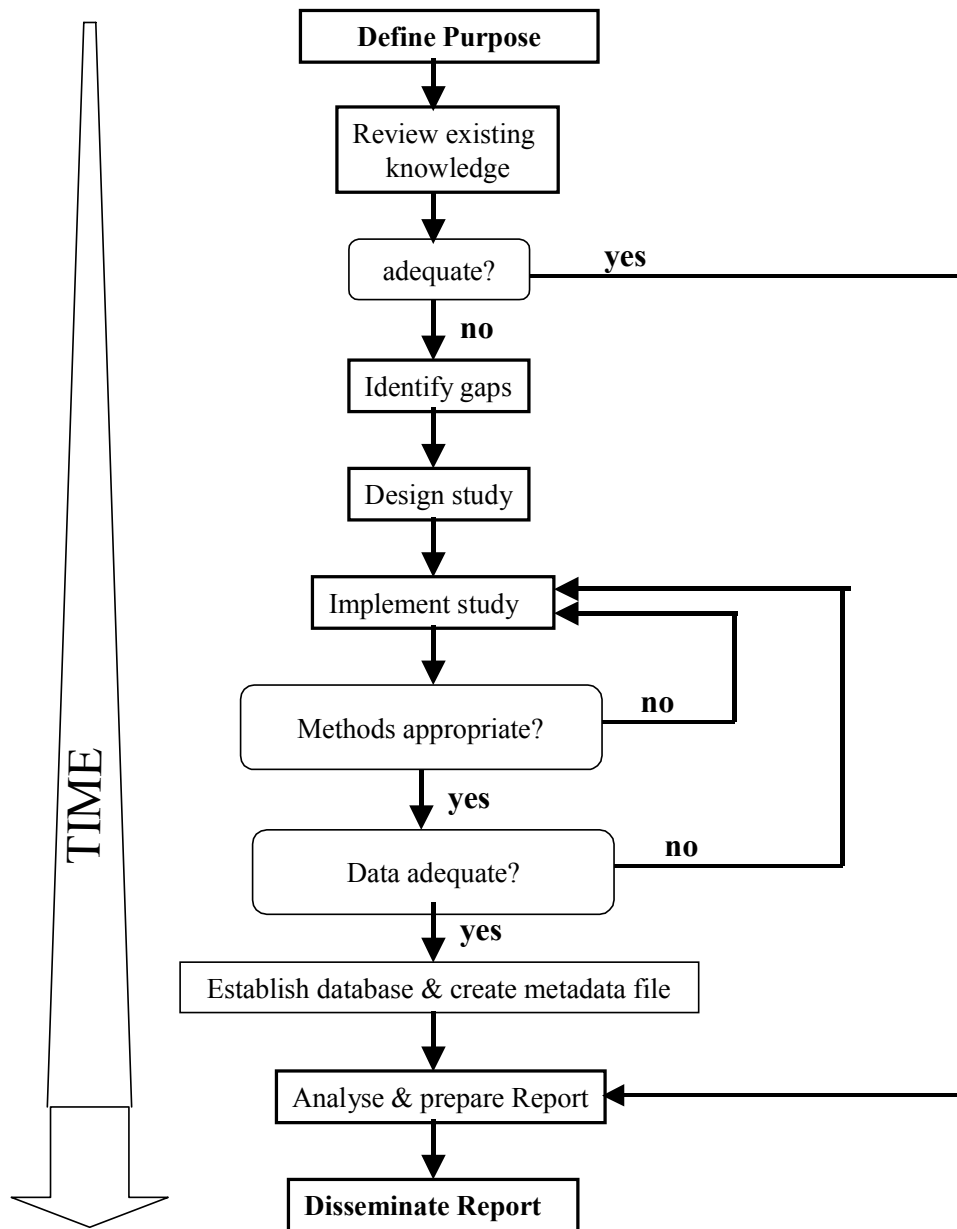 Define Purpose
Review existing
knowledge
adequate?
yes
no
Identify gaps
Design study
Implement study
Methods appropriate?
no
yes
Data adequate?
no
yes
Establish database & create metadata file
Analyse & prepare Report
Disseminate Report
TIME